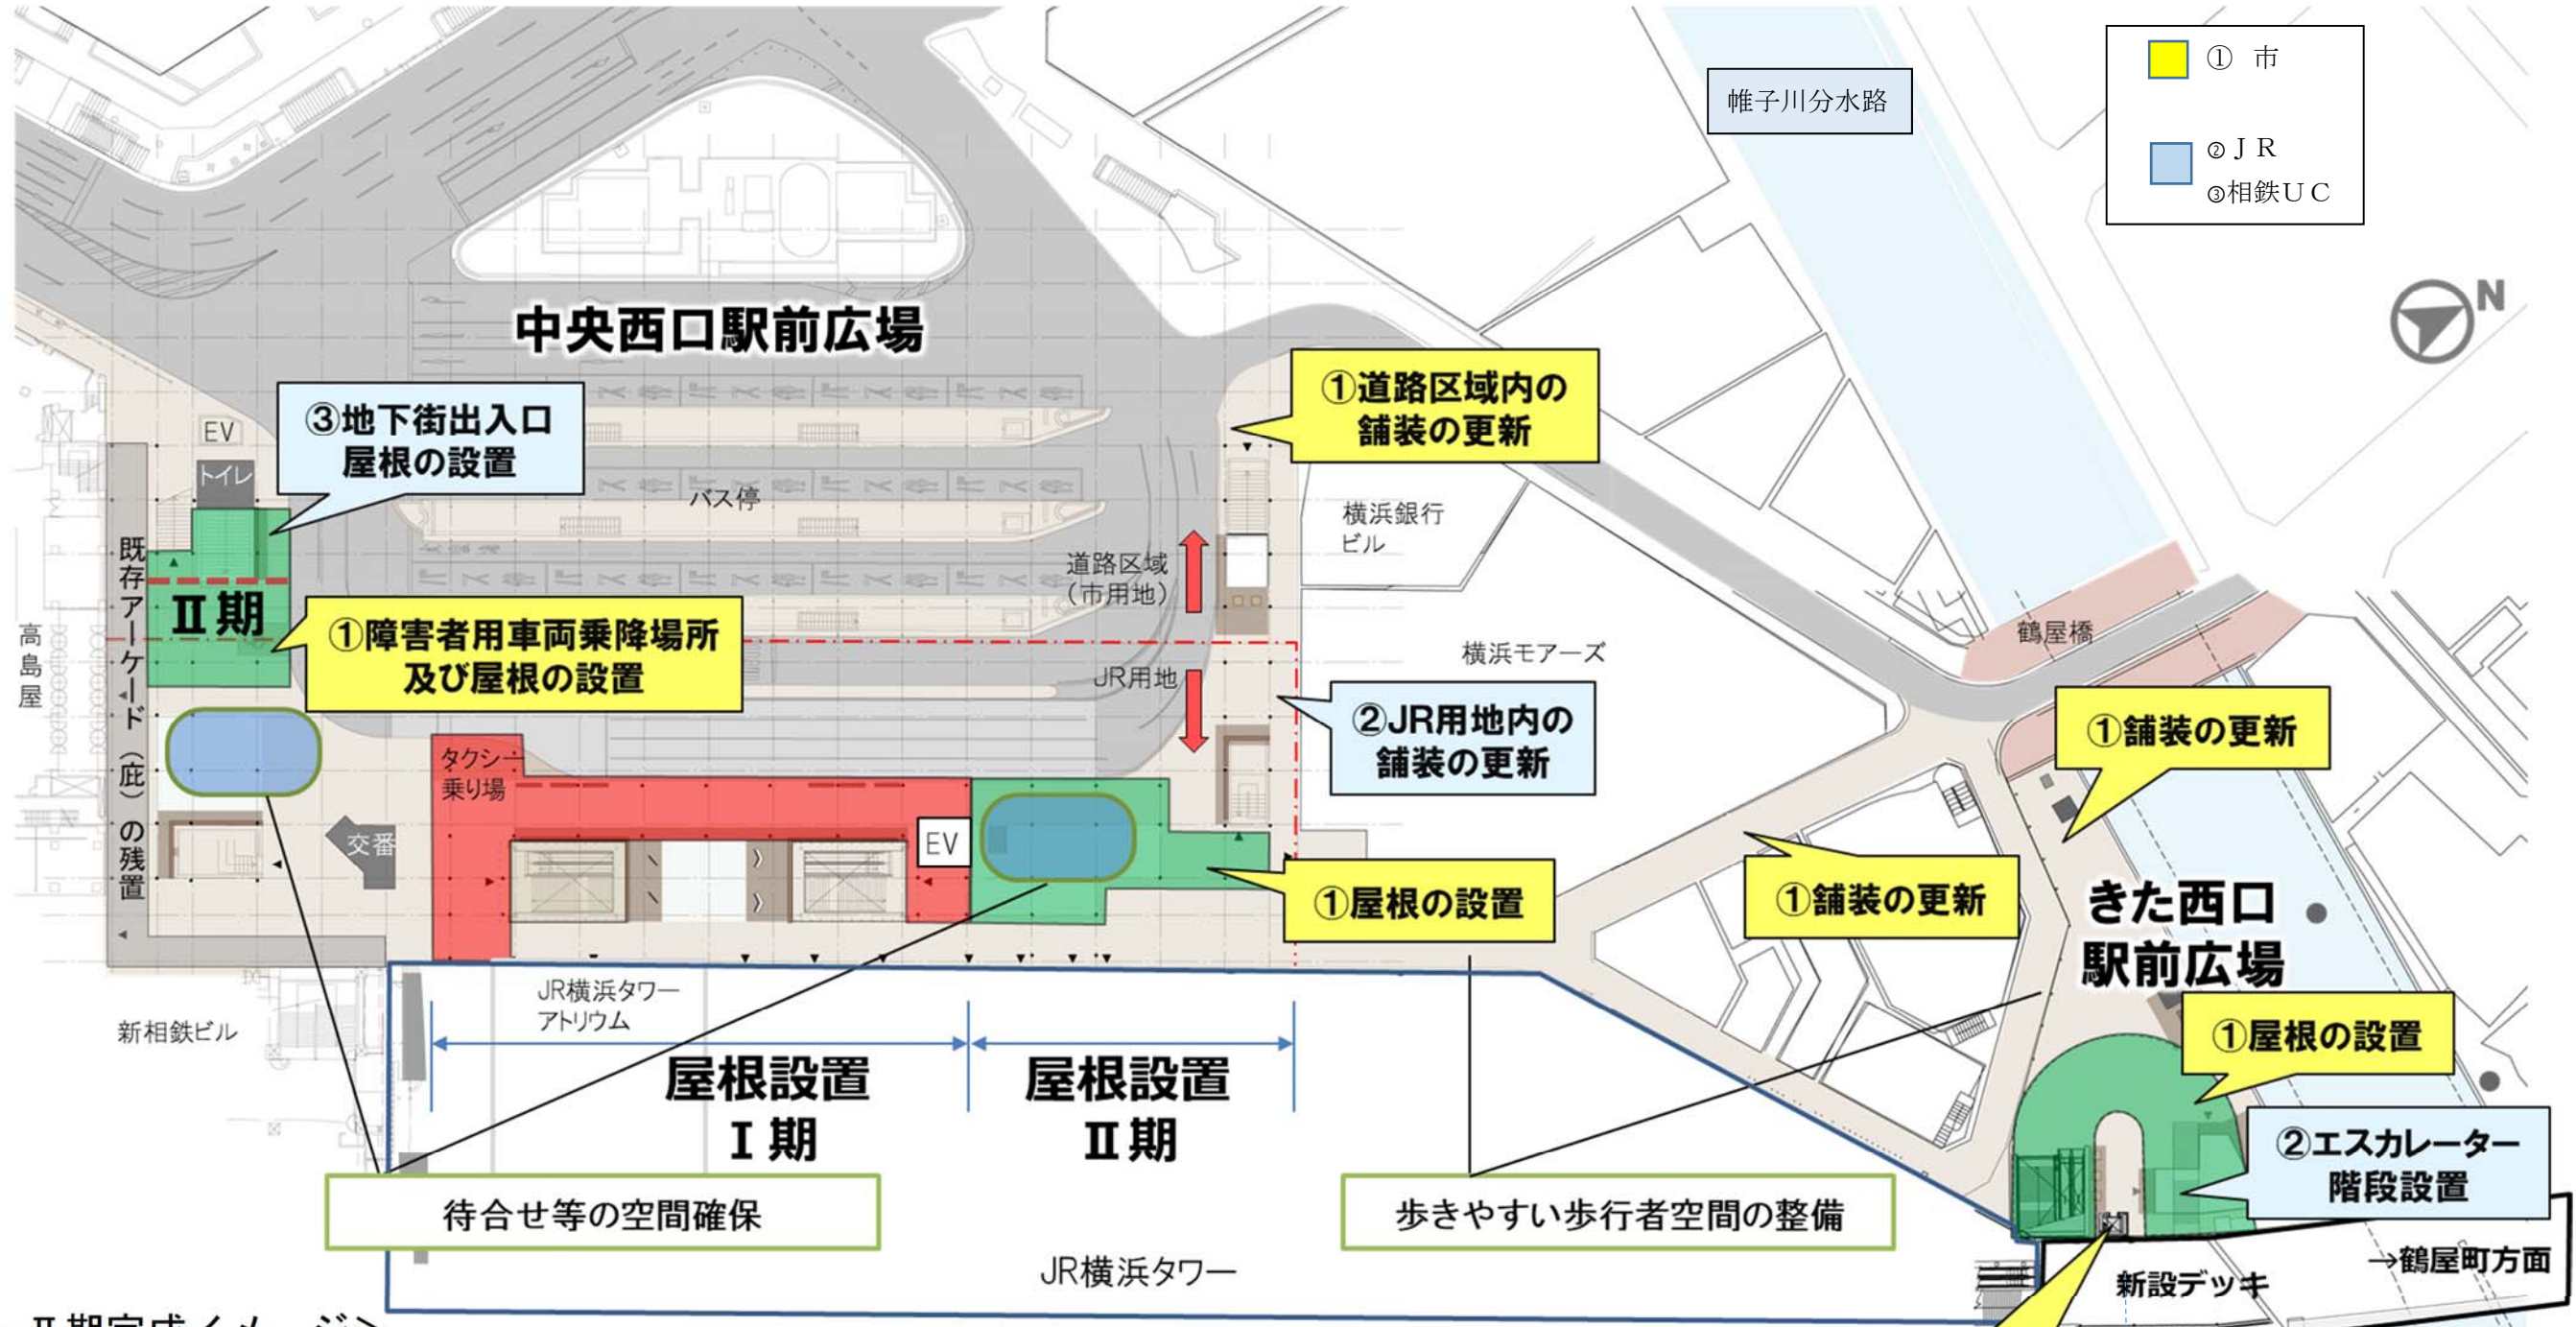 ① 市
帷子川分水路
②ＪＲ
③相鉄ＵＣ
N
中央西口駅前広場
①道路区域内の
舗装の更新
③地下街出入口
屋根の設置
EV
トイレ
バス停
横浜銀行
ビル
既存アーケード（庇）の残置
道路区域
（市用地）
Ⅱ期
①障害者用車両乗降場所
及び屋根の設置
高島屋
鶴屋橋
横浜モアーズ
JR用地
②JR用地内の
舗装の更新
①舗装の更新
タクシー
乗り場
交番
EV
①屋根の設置
①舗装の更新
きた西口
駅前広場
JR横浜タワー
アトリウム
新相鉄ビル
①屋根の設置
屋根設置
Ⅰ期
屋根設置
Ⅱ期
②エスカレーター
階段設置
待合せ等の空間確保
歩きやすい歩行者空間の整備
JR横浜タワー
→鶴屋町方面
新設デッキ
Ⅱ期完成イメージ＞